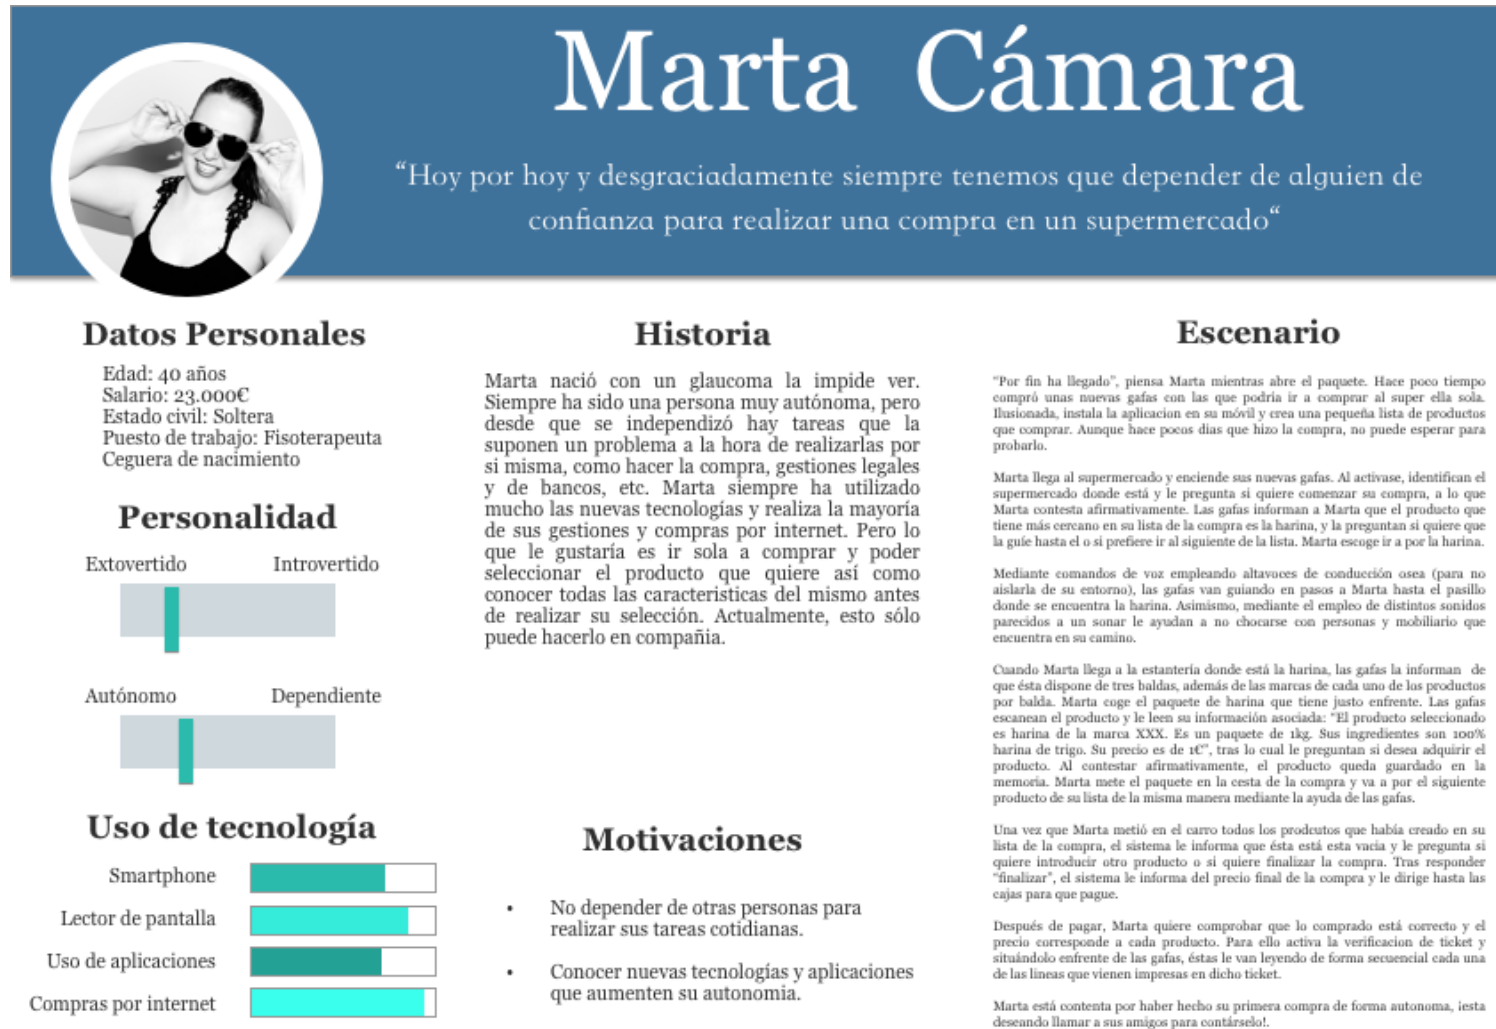 Marta Cámara
“Hoy por hoy y desgraciadamente siempre tenemos que depender de alguien de
confianza para realizar una compra en un supermercado“
Datos Personales
Edad: 40 años
Salario: 23.000€
Estado civil: Soltera
Puesto de trabajo: Fisoterapeuta
Ceguera de nacimiento
Personalidad
Extovertido Introvertido
Autónomo Dependiente
Uso de tecnología
Smartphone
Lector de pantalla
Uso de aplicaciones
Compras por internet
Historia
Marta nació con un glaucoma la impide ver.
Siempre ha sido una persona muy autónoma, pero
desde que se independizó hay tareas que la
suponen un problema a la hora de realizarlas por
si misma, como hacer la compra, gestiones legales
y de bancos, etc. Marta siempre ha utilizado
mucho las nuevas tecnologías y realiza la mayoría
de sus gestiones y compras por internet. Pero lo
que le gustaría es ir sola a comprar y poder
seleccionar el producto que quiere así como
conocer todas las caracteristicas del mismo antes
de realizar su selección. Actualmente, esto sólo
puede hacerlo en compañia.
Motivaciones
• No depender de otras personas para
realizar sus tareas cotidianas.
• Conocer nuevas tecnologías y aplicaciones
que aumenten su autonomia.
Escenario
“Por fin ha llegado”, piensa Marta mientras abre el paquete. Hace poco tiempo
compró unas nuevas gafas con las que podría ir a comprar al super ella sola.
Ilusionada, instala la aplicacion en su móvil y crea una pequeña lista de productos
que comprar. Aunque hace pocos dias que hizo la compra, no puede esperar para
probarlo.
Marta llega al supermercado y enciende sus nuevas gafas. Al activase, identifican el
supermercado donde está y le pregunta si quiere comenzar su compra, a lo que
Marta contesta afirmativamente. Las gafas informan a Marta que el producto que
tiene más cercano en su lista de la compra es la harina, y la preguntan si quiere que
la guíe hasta el o si prefiere ir al siguiente de la lista. Marta escoge ir a por la harina.
Mediante comandos de voz empleando altavoces de conducción osea (para no
aislarla de su entorno), las gafas van guiando en pasos a Marta hasta el pasillo
donde se encuentra la harina. Asimismo, mediante el empleo de distintos sonidos
parecidos a un sonar le ayudan a no chocarse con personas y mobiliario que
encuentra en su camino.
Cuando Marta llega a la estantería donde está la harina, las gafas la informan de
que ésta dispone de tres baldas, además de las marcas de cada uno de los productos
por balda. Marta coge el paquete de harina que tiene justo enfrente. Las gafas
escanean el producto y le leen su información asociada: “El producto seleccionado
es harina de la marca XXX. Es un paquete de 1kg. Sus ingredientes son 100%
harina de trigo. Su precio es de 1€”, tras lo cual le preguntan si desea adquirir el
producto. Al contestar afirmativamente, el producto queda guardado en la
memoria. Marta mete el paquete en la cesta de la compra y va a por el siguiente
producto de su lista de la misma manera mediante la ayuda de las gafas.
Una vez que Marta metió en el carro todos los prodcutos que había creado en su
lista de la compra, el sistema le informa que ésta está esta vacia y le pregunta si
quiere introducir otro producto o si quiere finalizar la compra. Tras responder
“finalizar”, el sistema le informa del precio final de la compra y le dirige hasta las
cajas para que pague.
Después de pagar, Marta quiere comprobar que lo comprado está correcto y el
precio corresponde a cada producto. Para ello activa la verificacion de ticket y
situándolo enfrente de las gafas, éstas le van leyendo de forma secuencial cada una
de las lineas que vienen impresas en dicho ticket.
Marta está contenta por haber hecho su primera compra de forma autonoma, ¡esta
deseando llamar a sus amigos para contárselo!.